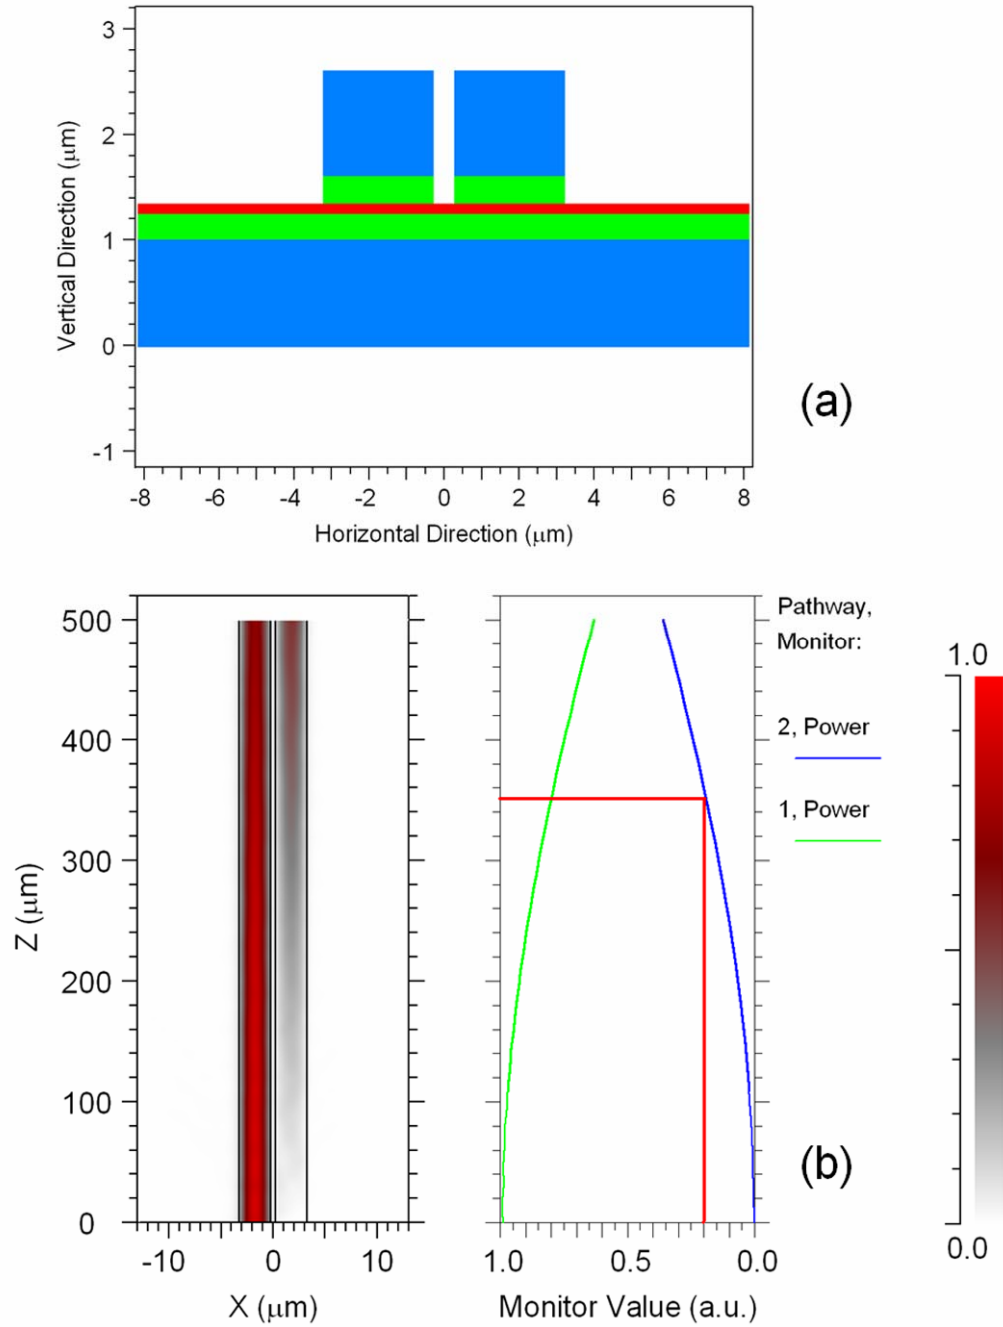 3
2
1
0
-1
Vertical Direction (μm)
-8 -6 -4 -2 0 2 4 6 8
Horizontal Direction (μm)
(a)
500
400
300
200
100
0
Z (μm)
-10 0 10
X (μm)
1.0 0.5 0.0
Monitor Value (a.u.)
Pathway,
Monitor:
2, Power
1, Power
(b)
1.0
0.0